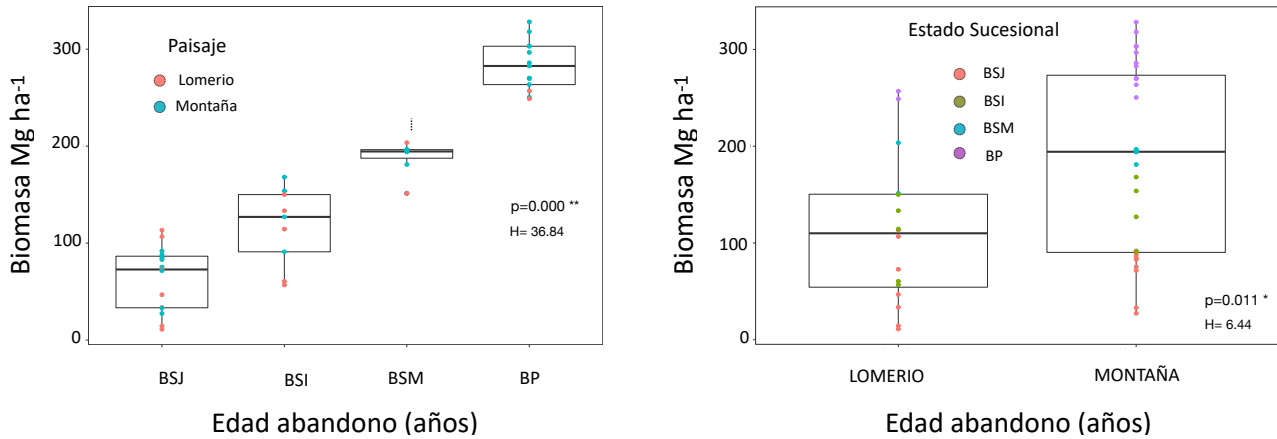 Biomasa Mg ha-1
300
200
100
0
Paisaje
Lomerio
Montaña
p=0.000 **
H= 36.84
BSJ
BSI
BSM
BP
Edad abandono (años)
Biomasa Mg ha-1
300
200
100
0
Estado Sucesional
BSJ
BSI
BSM
BP
p=0.011 *
H= 6.44
LOMERIO
MONTAÑA
Edad abandono (años)